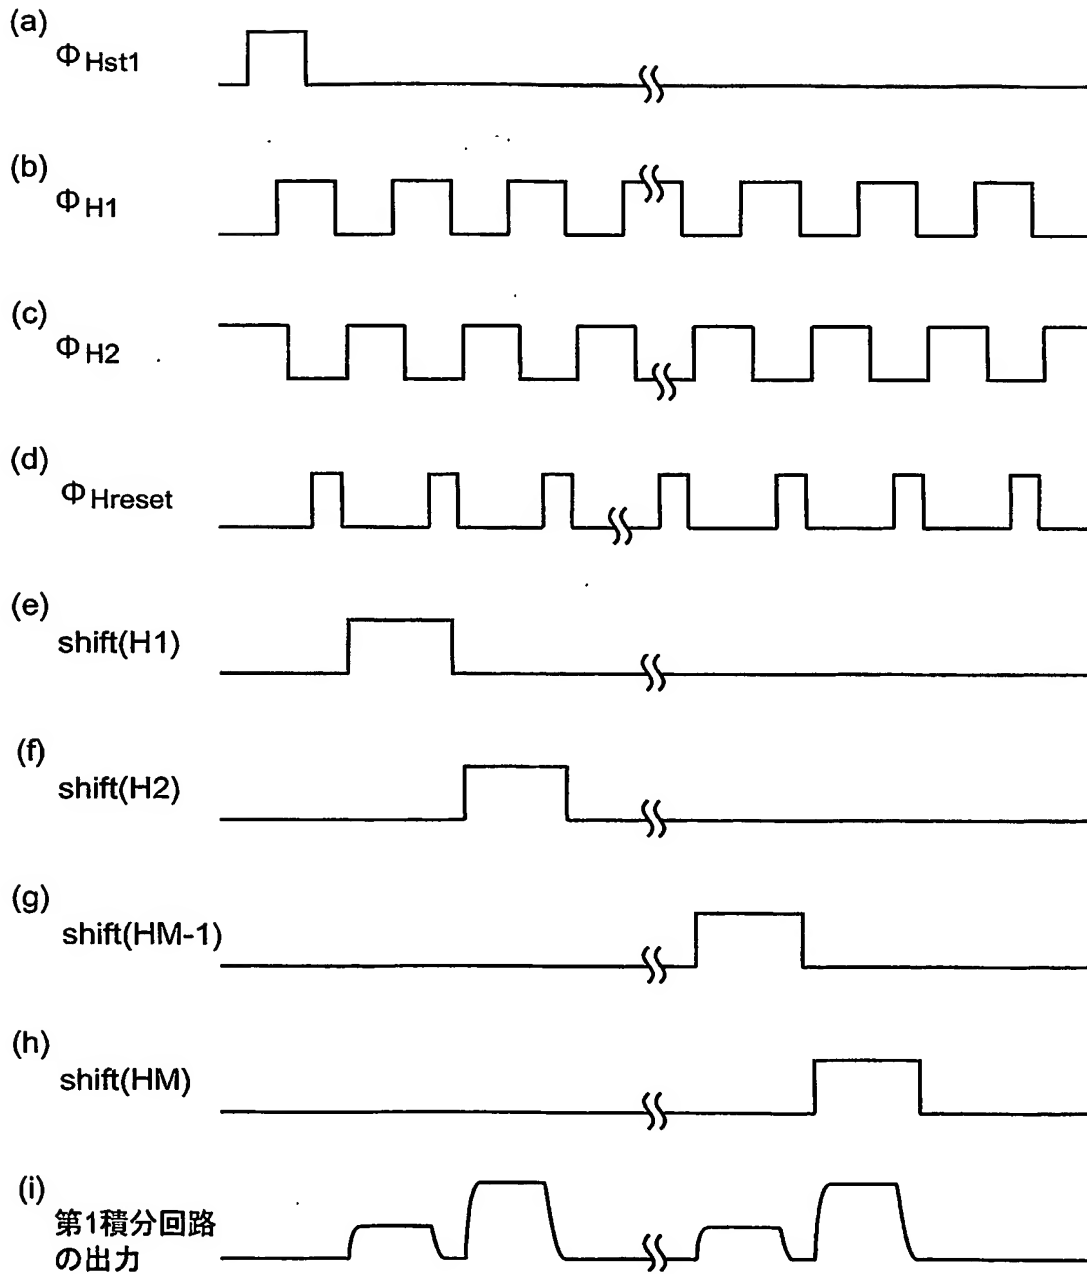 (a)
ΦHst1
(b)
ΦH1
(c)
ΦH2
(d)
ΦHreset
(e)
shift(H1)
(f)
shift(H2)
(g)
shift(HM-1)
(h)
shift(HM)
(i)
第1積分回路
の出力